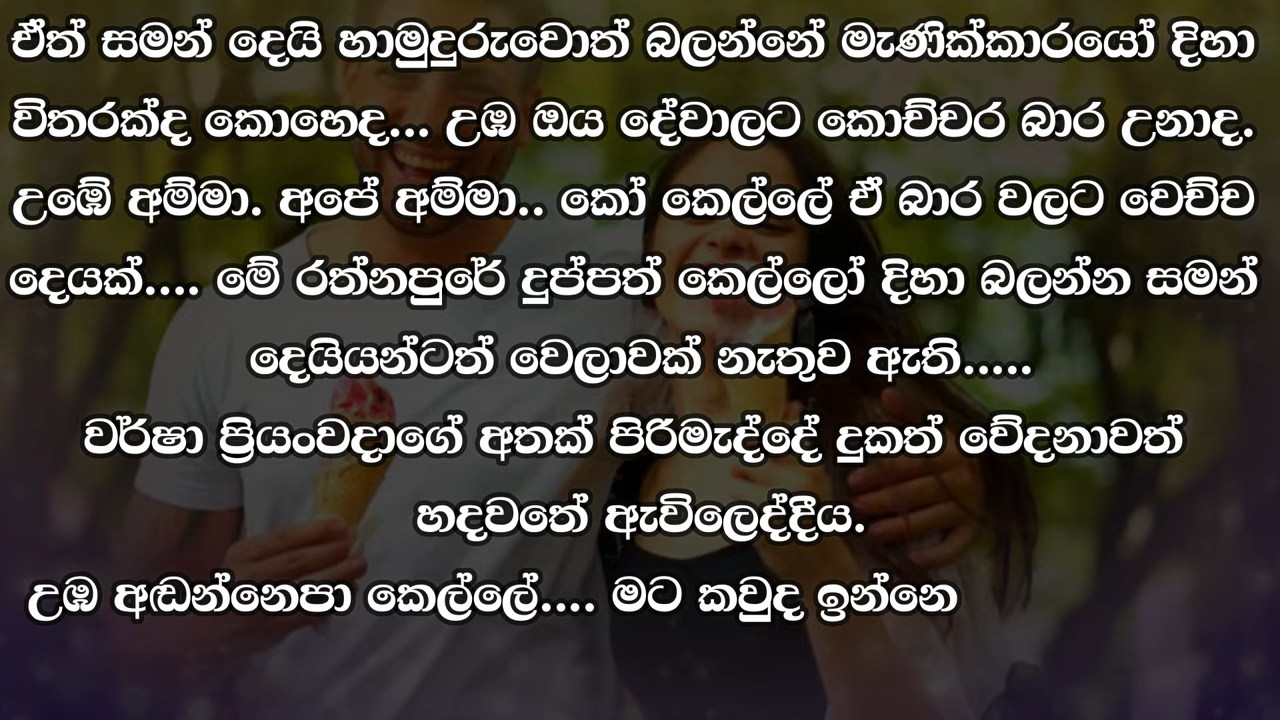 ඒත් සමන් දෙයි හාමුදුරුවොත් බලන්නේ මැණික්කාරයෝ දිහා
විතරක්ද කොහෙද... උඹ ඔය දේවාලට කොච්චර බාර උනාද.
උඹේ අම්මා. අපේ අම්මා.. කෝ කෙල්ලේ ඒ බාර වලට වෙච්ච
දෙයක්.... මේ රත්නපුරේ දුප්පත් කෙල්ලෝ දිහා බලන්න සමන්
දෙයියන්ටත් වෙලාවක් නැතුව ඇති.....
වර්ෂා ප්‍රියංවදාගේ අතක් පිරිමැද්දේ දුකත් වේදනාවත්
හදවතේ ඇවිලෙද්දීය.
උඹ අඬන්නෙපා කෙල්ලේ.... මට කවුද ඉන්නෙ